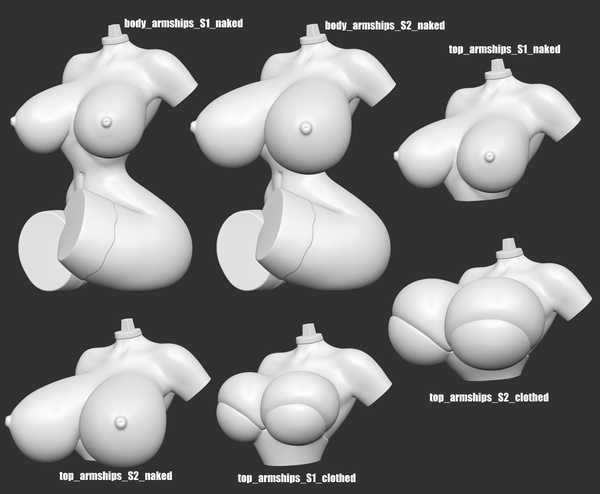 body_armships_S1_naked
body_armships_S2_naked
top_armships_S1_naked
top_armships_S2_clothed
top_armships_S2_naked
top_armships_S1_clothed